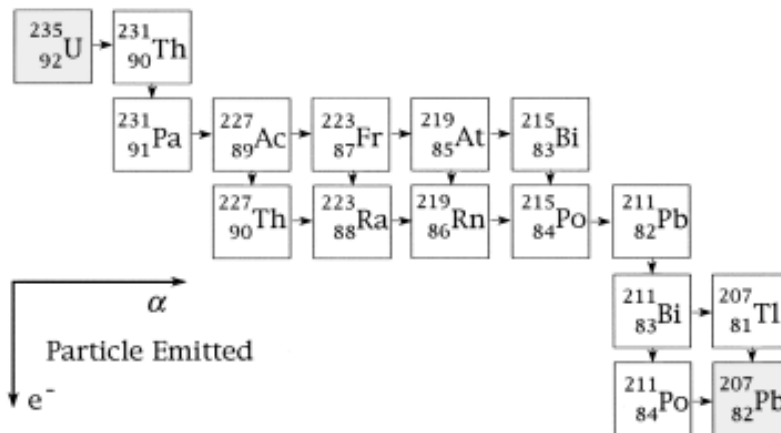 235 92 U 231 90 Th
231 91 Pa 227 89 Ac 223 87 Fr 219 85 At 215 83 Bi
227 90 Th 223 88 Ra 219 86 Rn 215 84 Po 211 82 Pb
α
211 83 Bi 207 81 Tl
Particle Emitted
e-
211 84 Po 207 82 Pb